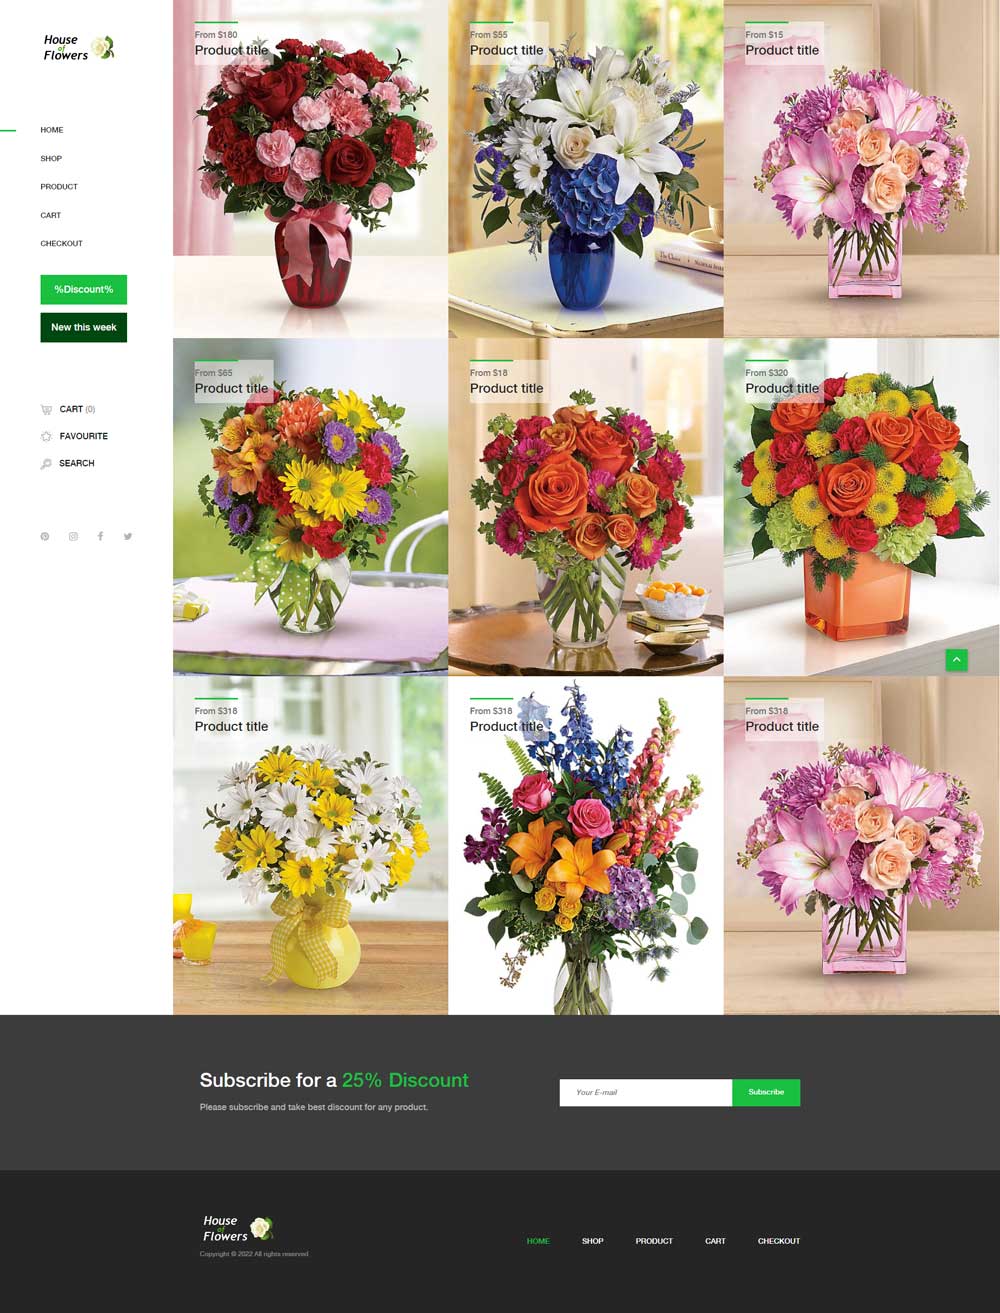 House
of
Flowers
HOME
SHOP
PRODUCT
CART
CHECKOUT
%Discount%
New this week
CART (0)
FAVOURITE
SEARCH
From $180
Product title
From $55
Product title
From $15
Product title
From $65
Product title
From $18
Product title
From $320
Product title
From $318
Product title
From $318
Product title
From $318
Product title
Subscribe for a 25% Discount
Please subscribe and take best discount for any product.
Your E-mail
Subscribe
House
of
Flowers
Copyright © 2022 All rights reserved
HOME
SHOP
PRODUCT
CART
CHECKOUT